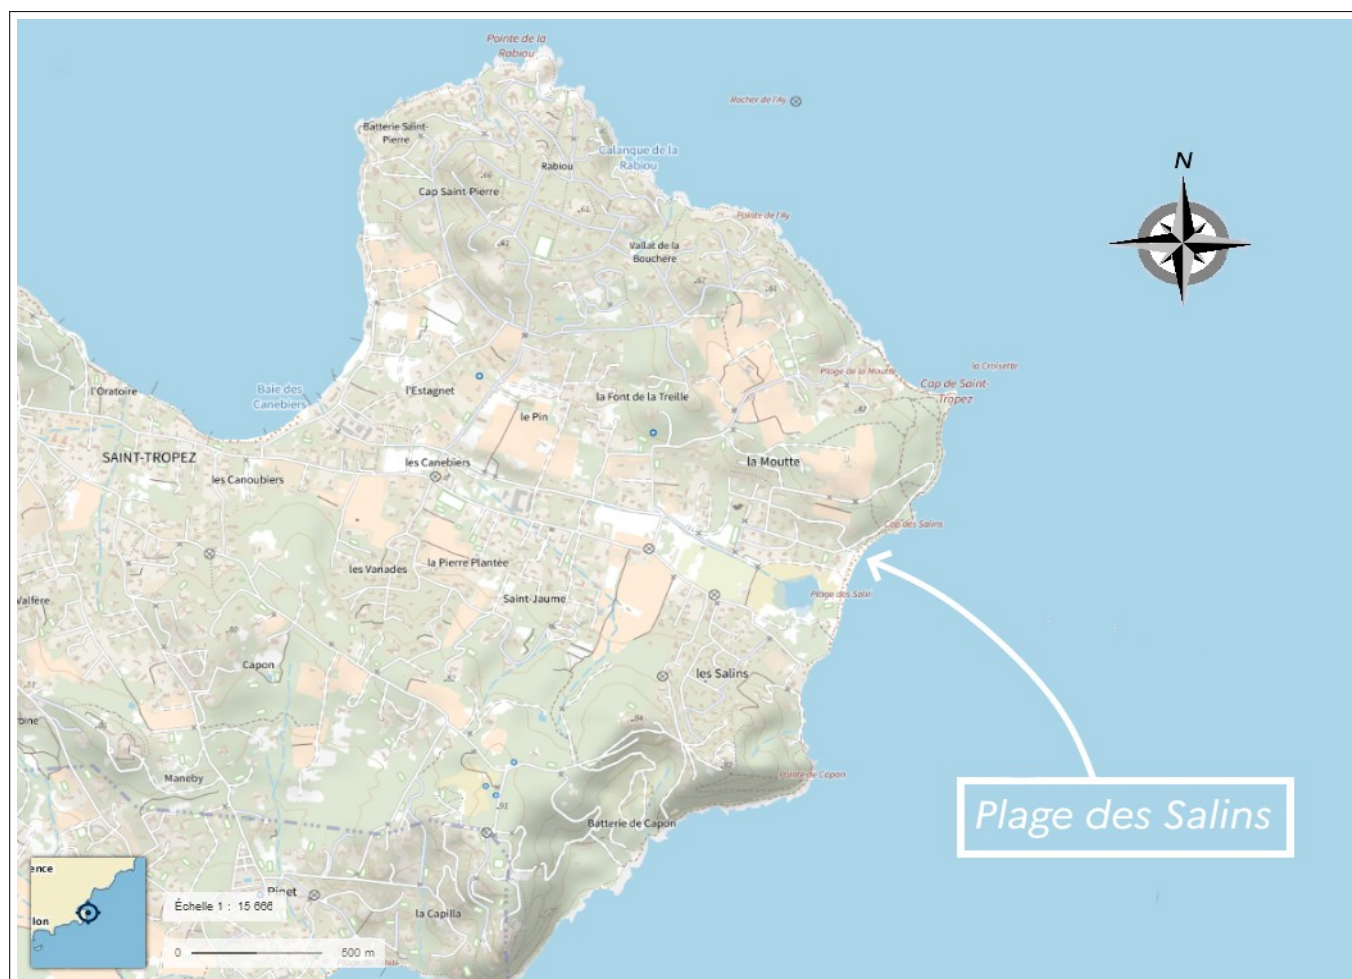 Pointe de la
Rabiou
Rocher de l'Ay
N
Batterie Saint-
Pierre
Calanque de la
Rabiou
Rabiou
Cap Saint-Pierre
Pointe de l'Ay
Vallat de la
Bouchère
la Croisette
Plage de la Moutte
Cap de Saint-
Tropez
l'Oratoire
Baie des
Canebiers
l'Estagnet
la Font de la Treille
le Pin
SAINT-TROPEZ
les Canebiers
la Moutte
les Canoubiers
Cap des Salins
la Pierre Plantée
les Vanades
Plage des Salin
Saint-Jaume
Valfère
Capon
les Salins
Maneby
Pointe de Capon
Plage des Salins
Batterie de Capon
ence
lon
Pinet
Échelle 1 : 15 666
la Capilla
0
500 m